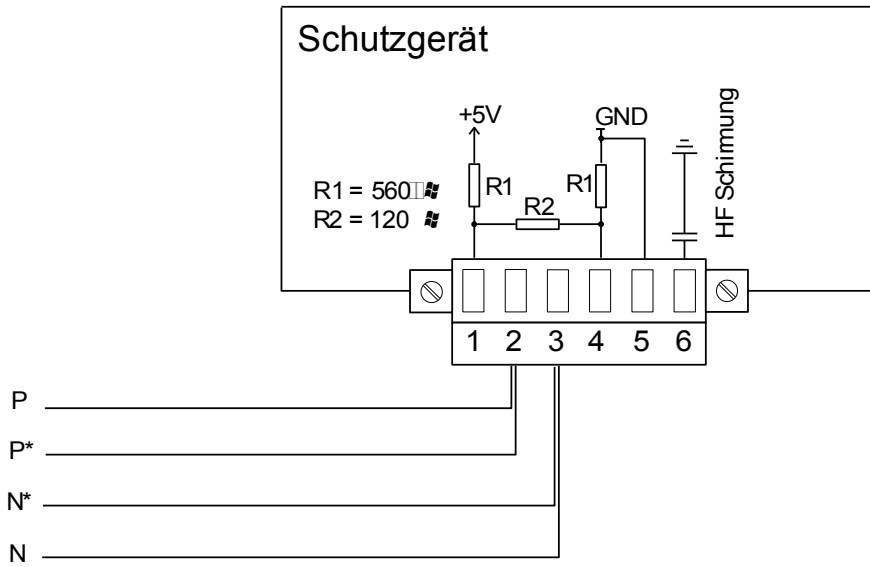 Schutzgerät
+5V
GND
HF Schirmung
R1 = 560
R1
R1
R2 = 120
R2
1 2 3 4 5 6
P
P*
N*
N